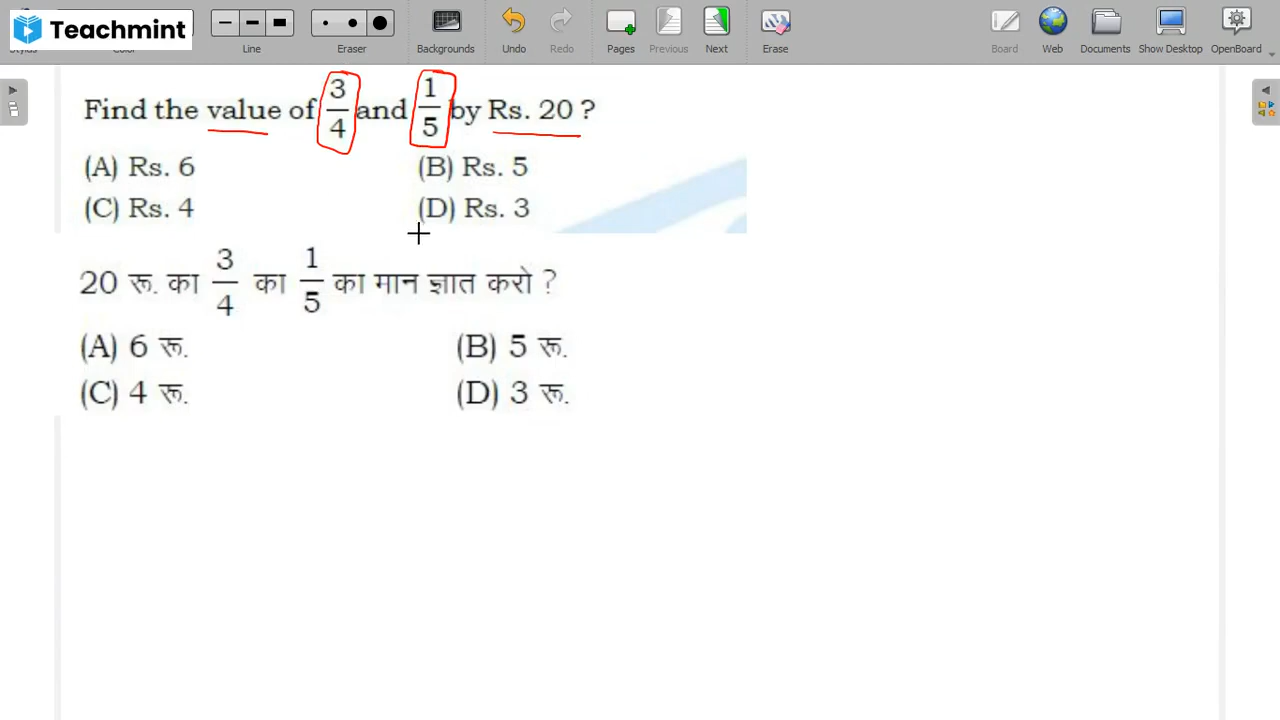 Teachmint
Styles Color Line Eraser Backgrounds Undo Redo Pages Previous Next Erase Board Web Documents Show Desktop OpenBoard
Find the value of 3/4 and 1/5 by Rs. 20 ?
(A) Rs. 6 (B) Rs. 5
(C) Rs. 4 (D) Rs. 3
20 रू. का 3/4 का 1/5 का मान ज्ञात करो ?
(A) 6 रू. (B) 5 रू.
(C) 4 रू. (D) 3 रू.